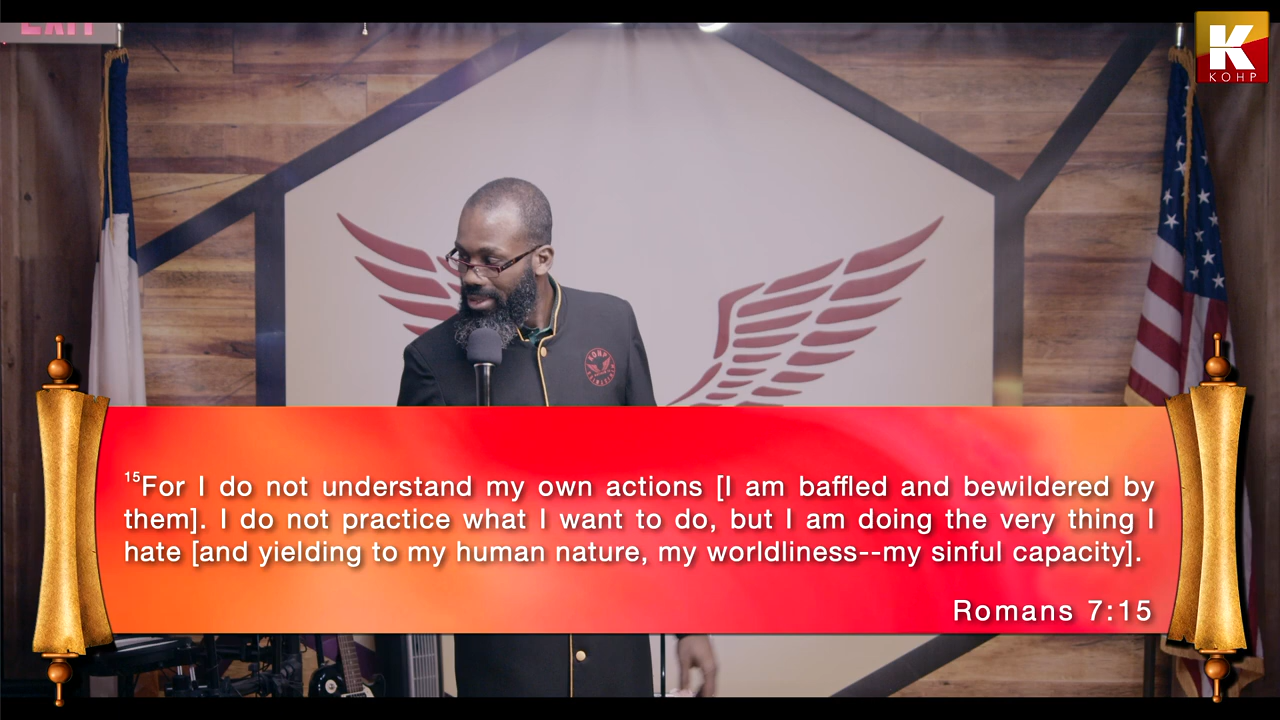 EXIT
K
KOHP
KOHP
15For I do not understand my own actions [I am baffled and bewildered by
them]. I do not practice what I want to do, but I am doing the very thing I
hate [and yielding to my human nature, my worldliness--my sinful capacity].
Romans 7:15